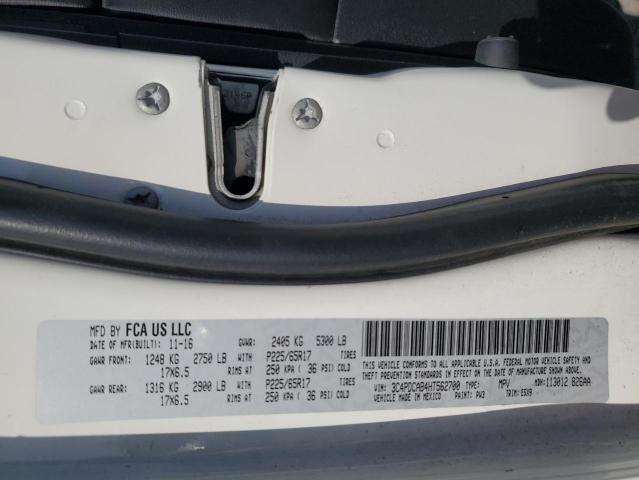 MFD BY FCA US LLC
DATE OF MFR(BUILT): 11-16 GVWR: 2405 KG 5300 LB
GAWR FRONT: 1248 KG 2750 LB WITH P225/65R17 TIRES
17X6.5 RIMS AT 250 KPA ( 36 PSI) COLD
GAWR REAR: 1316 KG 2900 LB WITH P225/65R17 TIRES
17X6.5 RIMS AT 250 KPA ( 36 PSI) COLD
THIS VEHICLE CONFORMS TO ALL APPLICABLE U.S.A. FEDERAL MOTOR VEHICLE SAFETY AND
STANDARDS IN EFFECT ON THE DATE OF MANUFACTURE SHOWN ABOVE.
VIN: 3C4PDCAB4HT562700 TYPE: MPV MDH: 113012 826AA
VEHICLE MADE IN MEXICO PAINT: PW3 TRIM: E5X9